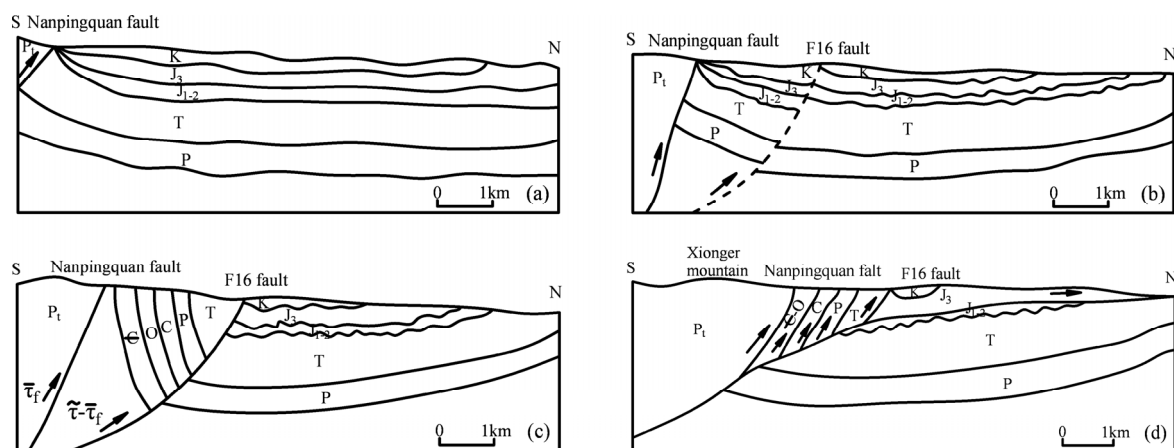 S Nanpingquan fault
N
Pt
K
J3
J1-2
T
P
0 1km (a)
S
Nanpingquan fault
F16 fault
N
Pt
K
K
J3
J3
J1-2
J1-2
T
T
P
P
0 1km (b)
S
Nanpingquan fault
F16 fault
N
Pt
Є O C P T
K
J3
J1-2
T
P
τ̄f
τ̃-τ̄f
0 1km (c)
Xionger
mountain
S
Nanpingquan falt
F16 fault
N
Pt
Є-O
C P T
K
J3
J1-2
T
P
0 1km (d)